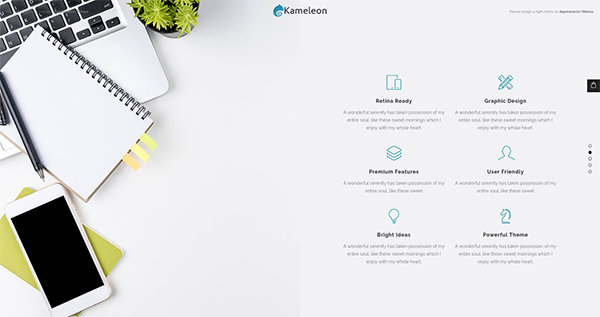 Kameleon
Please assign a right menu on Appearance/Menus
Retina Ready
A wonderful serenity has taken possession of my
entire soul, like these sweet mornings which I
enjoy with my whole heart.
Graphic Design
A wonderful serenity has taken possession of my
entire soul, like these sweet mornings which I
enjoy with my whole heart.
Premium Features
A wonderful serenity has taken possession of my
entire soul, like these sweet.
User Friendly
A wonderful serenity has taken possession of my
entire soul, like these sweet.
Bright Ideas
A wonderful serenity has taken possession of my
entire soul, like these sweet mornings which I
enjoy with my whole heart.
Powerful Theme
A wonderful serenity has taken possession of my
entire soul, like these sweet mornings which I
enjoy with my whole heart.